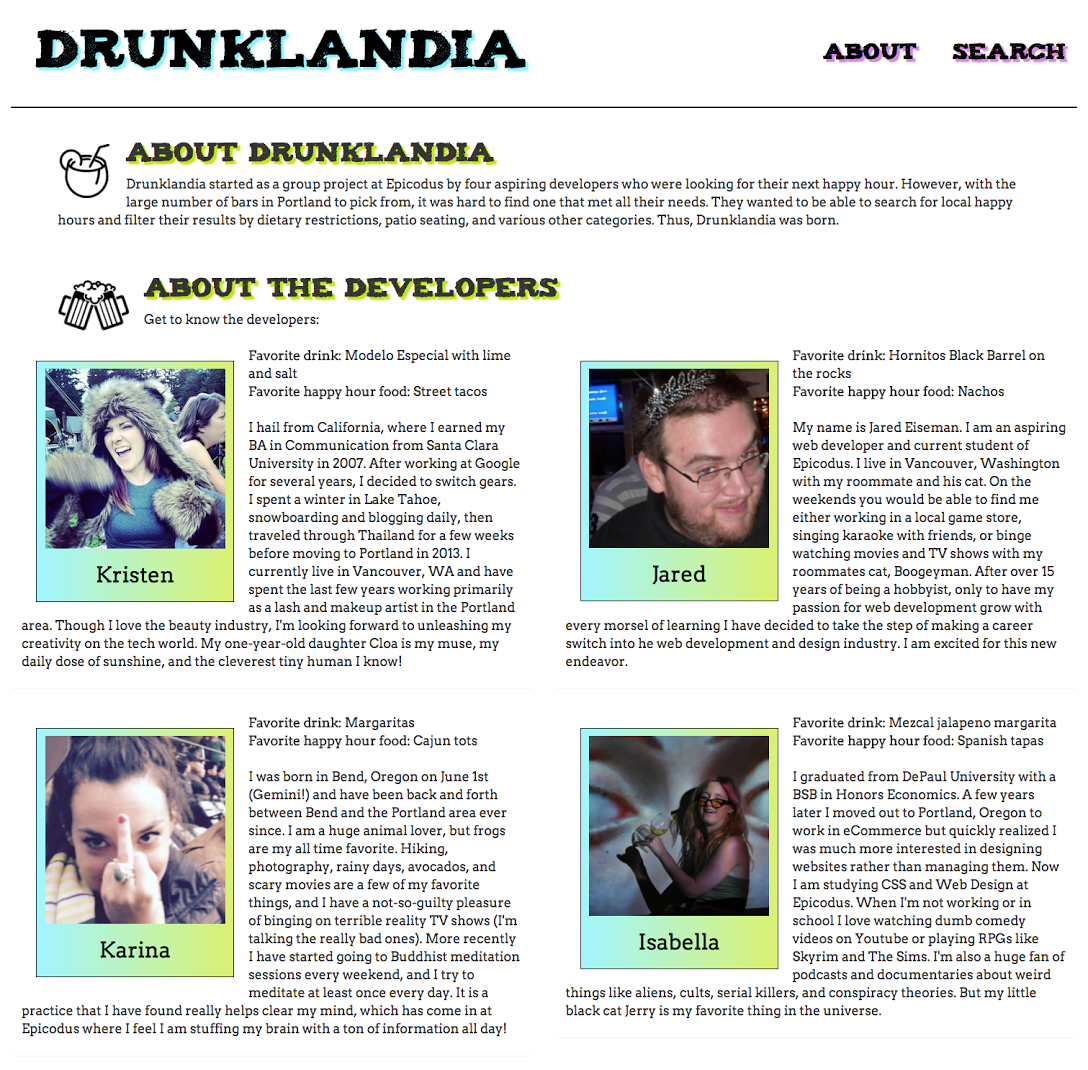 DRUNKLANDIA
ABOUT SEARCH
ABOUT DRUNKLANDIA
Drunklandia started as a group project at Epicodus by four aspiring developers who were looking for their next happy hour. However, with the
large number of bars in Portland to pick from, it was hard to find one that met all their needs. They wanted to be able to search for local happy
hours and filter their results by dietary restrictions, patio seating, and various other categories. Thus, Drunklandia was born.
ABOUT THE DEVELOPERS
Get to know the developers:
Favorite drink: Modelo Especial with lime
and salt
Favorite happy hour food: Street tacos
I hail from California, where I earned my
BA in Communication from Santa Clara
University in 2007. After working at Google
for several years, I decided to switch gears.
I spent a winter in Lake Tahoe,
snowboarding and blogging daily, then
traveled through Thailand for a few weeks
before moving to Portland in 2013. I
currently live in Vancouver, WA and have
spent the last few years working primarily
as a lash and makeup artist in the Portland
area. Though I love the beauty industry, I'm looking forward to unleashing my
creativity on the tech world. My one-year-old daughter Cloa is my muse, my
daily dose of sunshine, and the cleverest tiny human I know!
Kristen
Favorite drink: Hornitos Black Barrel on
the rocks
Favorite happy hour food: Nachos
My name is Jared Eiseman. I am an aspiring
web developer and current student of
Epicodus. I live in Vancouver, Washington
with my roommate and his cat. On the
weekends you would be able to find me
either working in a local game store,
singing karaoke with friends, or binge
watching movies and TV shows with my
roommates cat, Boogeyman. After over 15
years of being a hobbyist, only to have my
passion for web development grow with
every morsel of learning I have decided to take the step of making a career
switch into he web development and design industry. I am excited for this new
endeavor.
Jared
Favorite drink: Margaritas
Favorite happy hour food: Cajun tots
I was born in Bend, Oregon on June 1st
(Gemini!) and have been back and forth
between Bend and the Portland area ever
since. I am a huge animal lover, but frogs
are my all time favorite. Hiking,
photography, rainy days, avocados, and
scary movies are a few of my favorite
things, and I have a not-so-guilty pleasure
of binging on terrible reality TV shows (I'm
talking the really bad ones). More recently
I have started going to Buddhist meditation
sessions every weekend, and I try to
meditate at least once every day. It is a
practice that I have found really helps clear my mind, which has come in at
Epicodus where I feel I am stuffing my brain with a ton of information all day!
Karina
Favorite drink: Mezcal jalapeno margarita
Favorite happy hour food: Spanish tapas
I graduated from DePaul University with a
BSB in Honors Economics. A few years
later I moved out to Portland, Oregon to
work in eCommerce but quickly realized I
was much more interested in designing
websites rather than managing them. Now
I am studying CSS and Web Design at
Epicodus. When I'm not working or in
school I love watching dumb comedy
videos on Youtube or playing RPGs like
Skyrim and The Sims. I'm also a huge fan of
podcasts and documentaries about weird
things like aliens, cults, serial killers, and conspiracy theories. But my little
black cat Jerry is my favorite thing in the universe.
Isabella